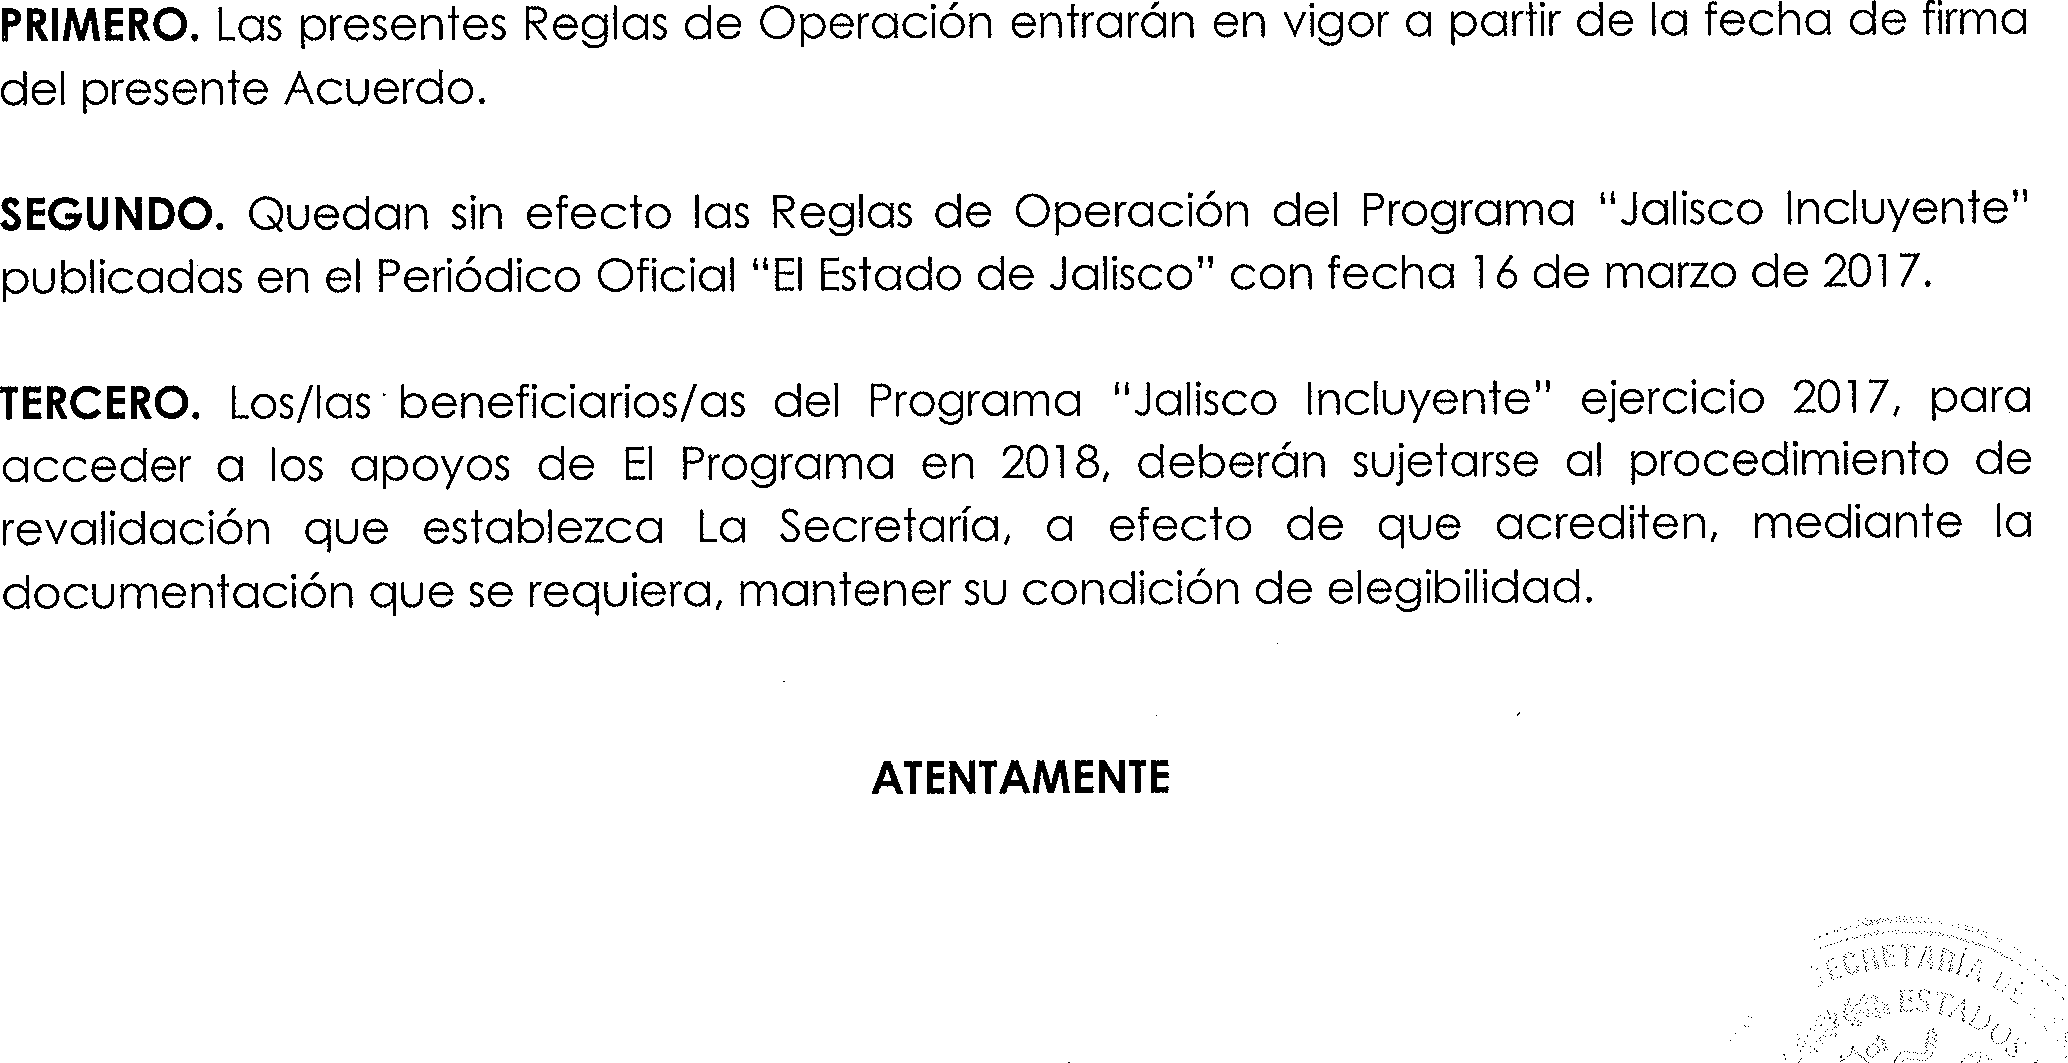 PRIMERO. Las presentes Reglas de Operación entrarán en vigor a partir de la fecha de firma
del presente Acuerdo.
SEGUNDO. Quedan sin efecto las Reglas de Operación del Programa "Jalisco Incluyente"
publicadas en el Periódico Oficial "El Estado de Jalisco" con fecha 16 de marzo de 2017.
TERCERO. Los/las beneficiarios/as del Programa "Jalisco Incluyente" ejercicio 2017, para
acceder a los apoyos de El Programa en 2018, deberán sujetarse al procedimiento de
revalidación que establezca La Secretaría, a efecto de que acrediten, mediante la
documentación que se requiera, mantener su condición de elegibilidad.
ATENTAMENTE
SECRETARÍA DE
ESTADOS